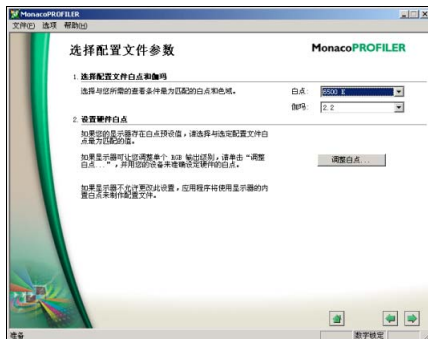 MonacoPROFILER
文件(F) 选项 帮助(H)
选择配置文件参数
MonacoPROFILER
1. 选择配置文件白点和伽玛
选择与您所需的查看条件最为匹配的白点和色域。
白点: 6500 K
伽玛: 2.2
2. 设置硬件白点
如果您的显示器存在白点预设值，请选择与选定配置文件白
点最为匹配的值。
如果显示器可让您调整单个 RGB 输出级别，请单击“调整
白点...”，并用您的设备来准确设定硬件的白点。
调整白点...
如果显示器不允许更改此设置，应用程序将使用显示器的内
置白点来制作配置文件。
准备
数字锁定